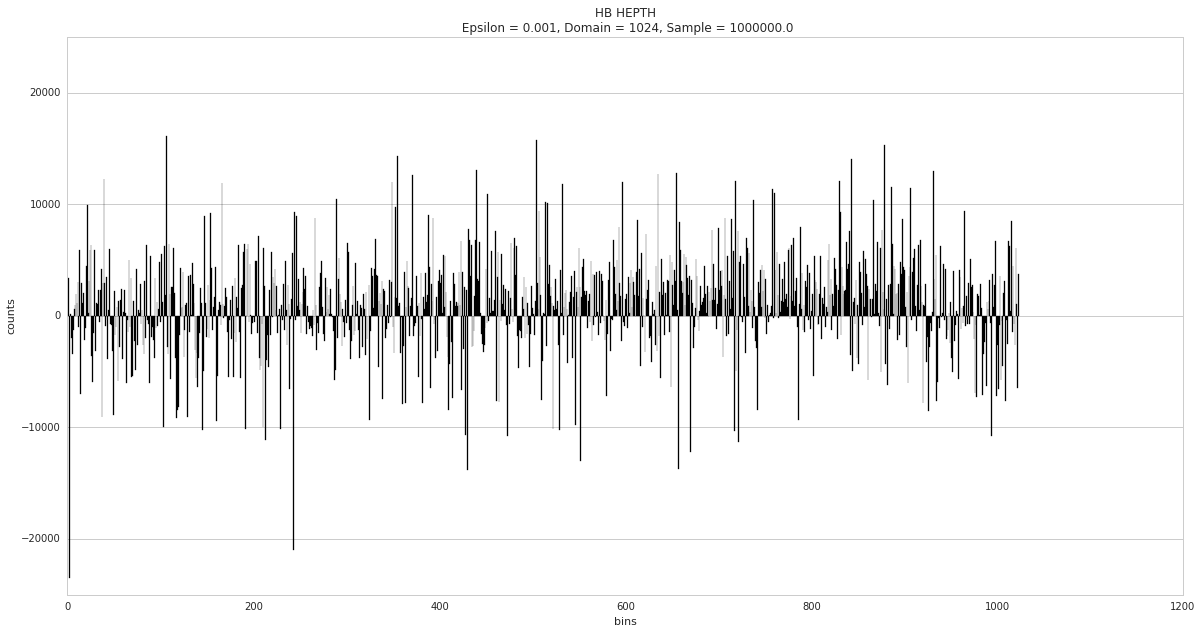 HB HEPTH
Epsilon = 0.001, Domain = 1024, Sample = 1000000.0
counts
20000
10000
0
−10000
−20000
0 200 400 600 800 1000 1200
bins